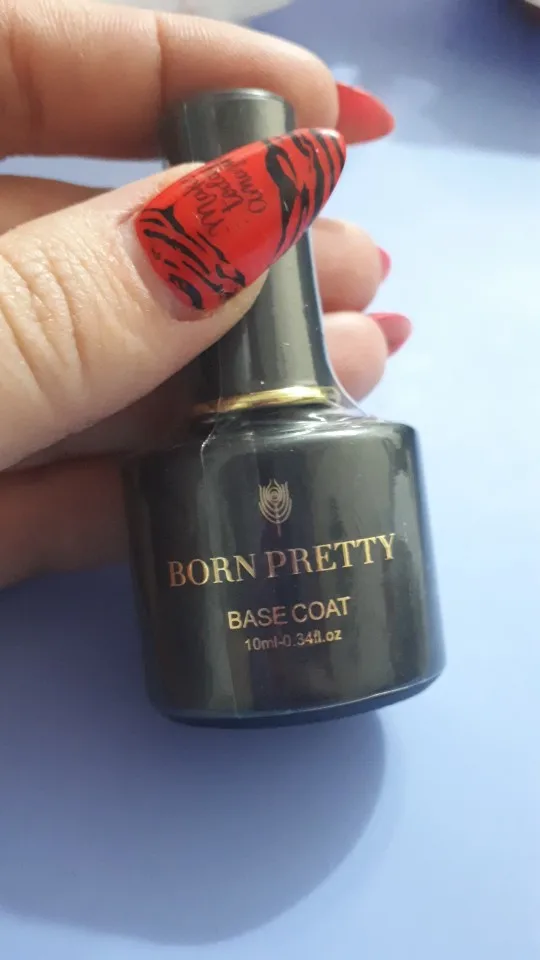 BORN PRETTY
BASE COAT
10ml-0.34fl.oz